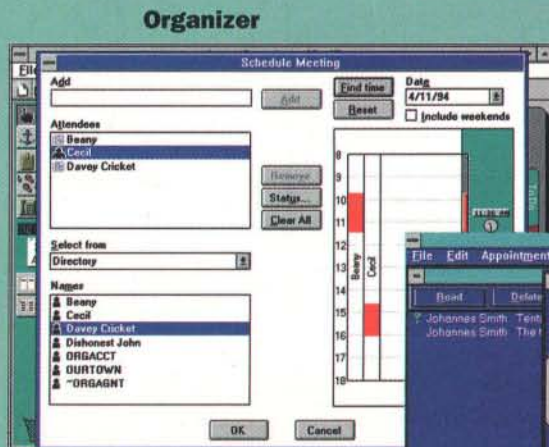 Organizer
Schedule Meeting
Add
Add
Find time
Reset
Date
4/11/94
Include weekends
Attendees
Beany
Cecil
Davey Cricket
Remove
Status...
Clear All
Select from
Directory
Names
Beany
Cecil
Davey Cricket
Dishonest John
ORGACCT
OURTOWN
~ORGAGNT
OK
Cancel
8
9
10
11
12
13
14
15
16
17
18
Beany
Cecil
File Edit Appointment
Read
Delete
? Johannes Smith
Johannes Smith